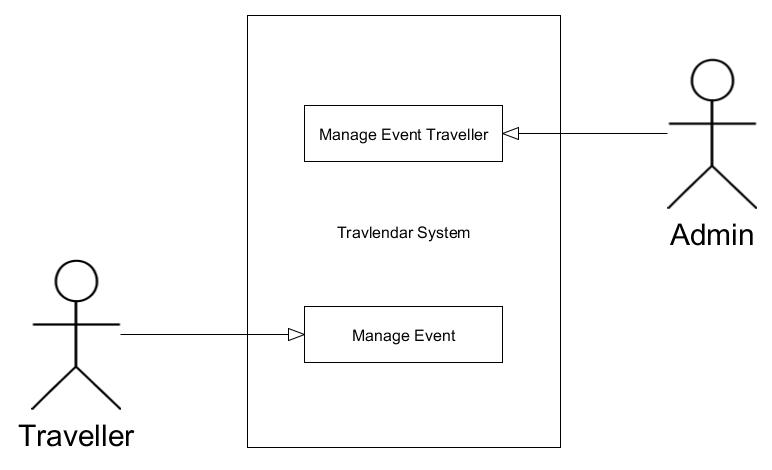 Manage Event Traveller
Travlendar System
Admin
Manage Event
Traveller